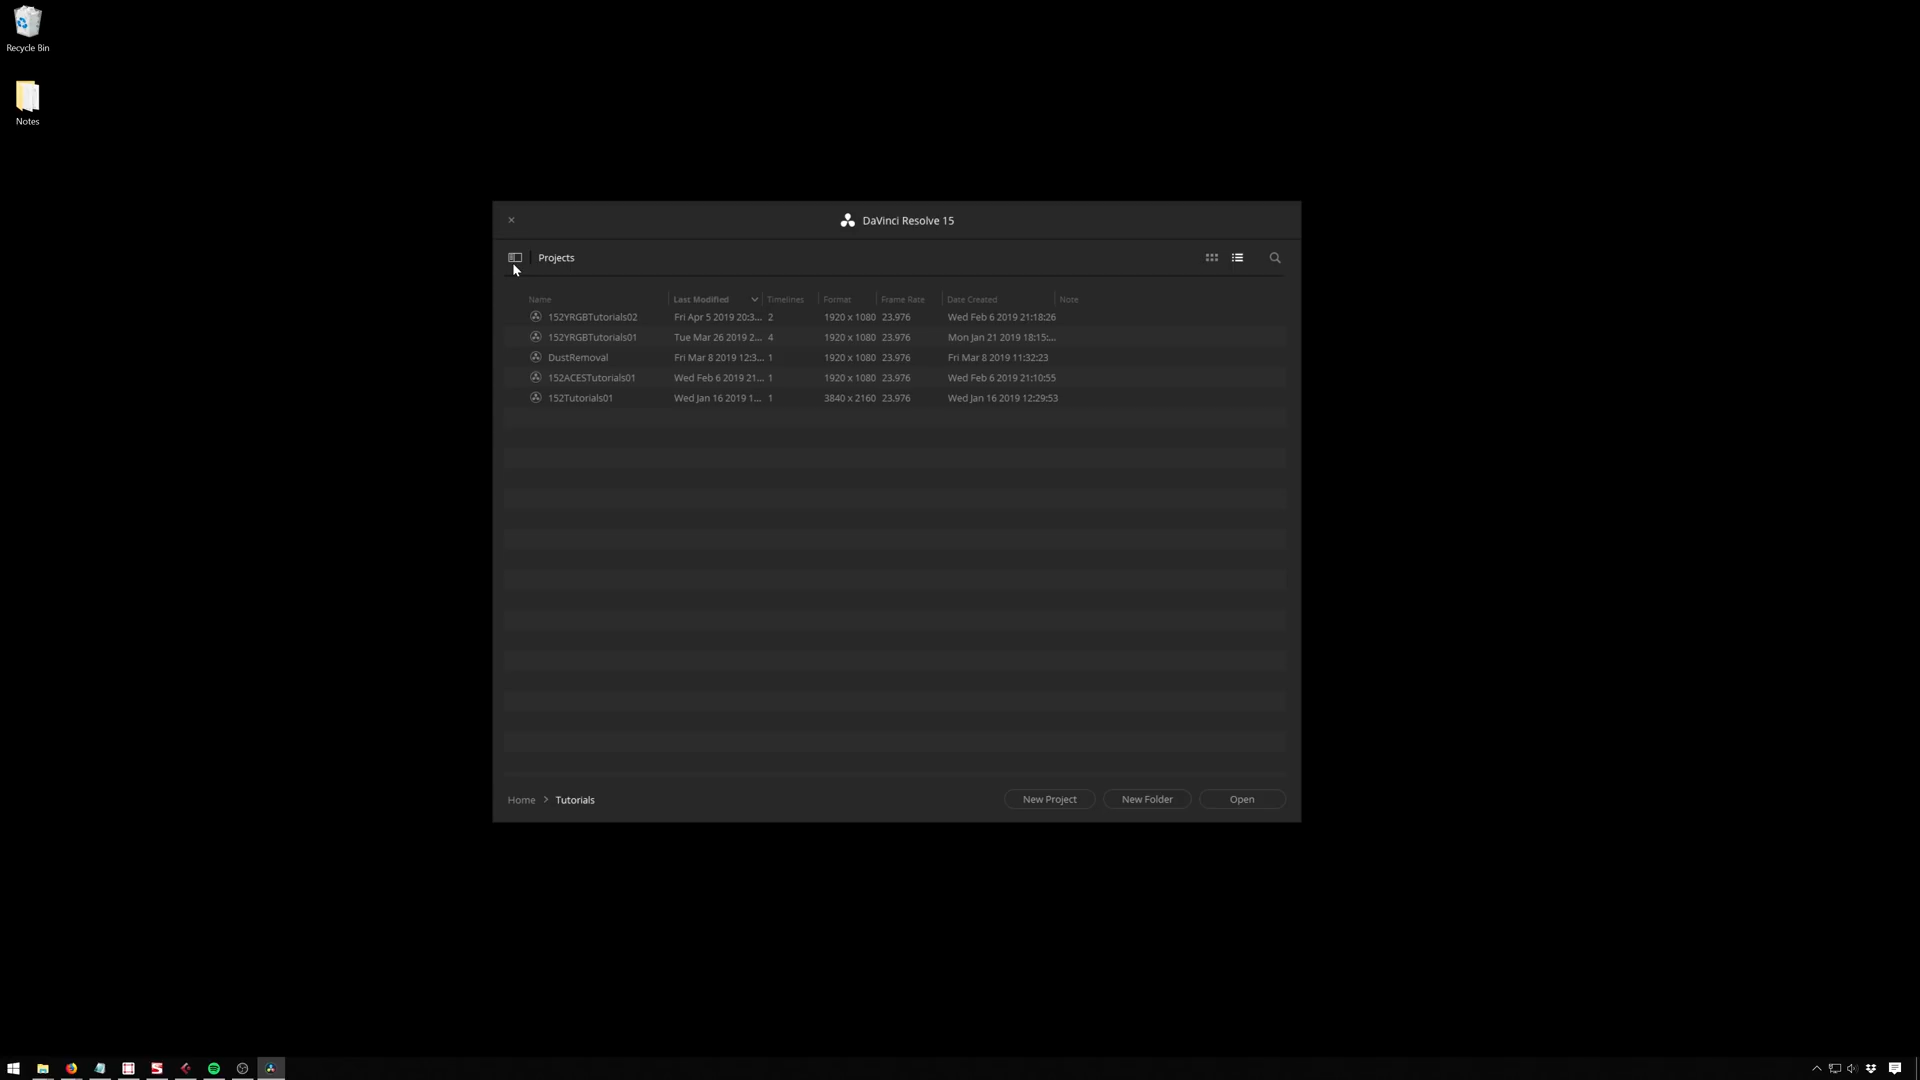 Recycle Bin
Notes
DaVinci Resolve 15
Projects
Name Last Modified Timelines Format Frame Rate Date Created Note
152YRGBTutorials02 Fri Apr 5 2019 20:3... 2 1920 x 1080 23.976 Wed Feb 6 2019 21:18:26
152YRGBTutorials01 Tue Mar 26 2019 2... 4 1920 x 1080 23.976 Mon Jan 21 2019 18:15:...
DustRemoval Fri Mar 8 2019 12:3... 1 1920 x 1080 23.976 Fri Mar 8 2019 11:32:23
152ACESTutorials01 Wed Feb 6 2019 21... 1 1920 x 1080 23.976 Wed Feb 6 2019 21:10:55
152Tutorials01 Wed Jan 16 2019 1... 1 3840 x 2160 23.976 Wed Jan 16 2019 12:29:53
Home > Tutorials New Project New Folder Open